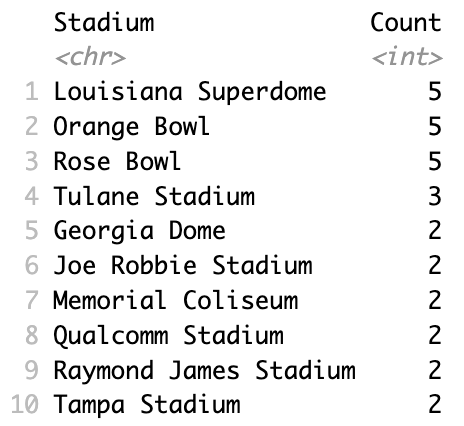 Stadium Count
<chr> <int>
1 Louisiana Superdome 5
2 Orange Bowl 5
3 Rose Bowl 5
4 Tulane Stadium 3
5 Georgia Dome 2
6 Joe Robbie Stadium 2
7 Memorial Coliseum 2
8 Qualcomm Stadium 2
9 Raymond James Stadium 2
10 Tampa Stadium 2